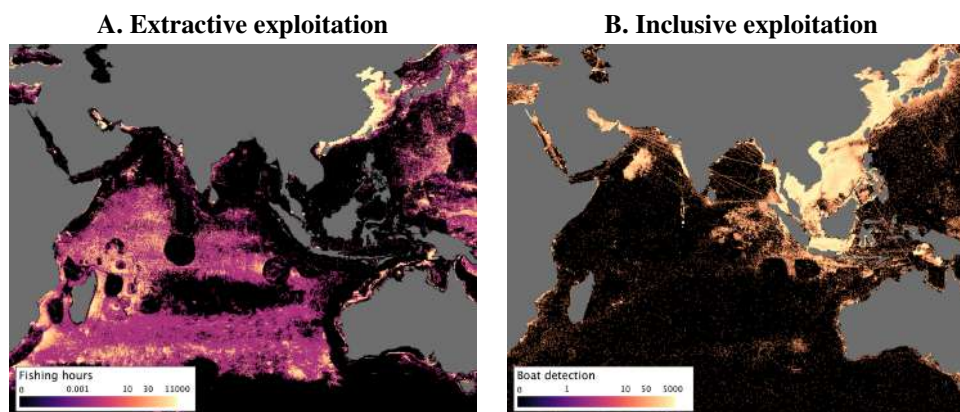 A. Extractive exploitation
B. Inclusive exploitation
Fishing hours
0 0.001 10 30 11000
Boat detection
0 1 10 50 5000